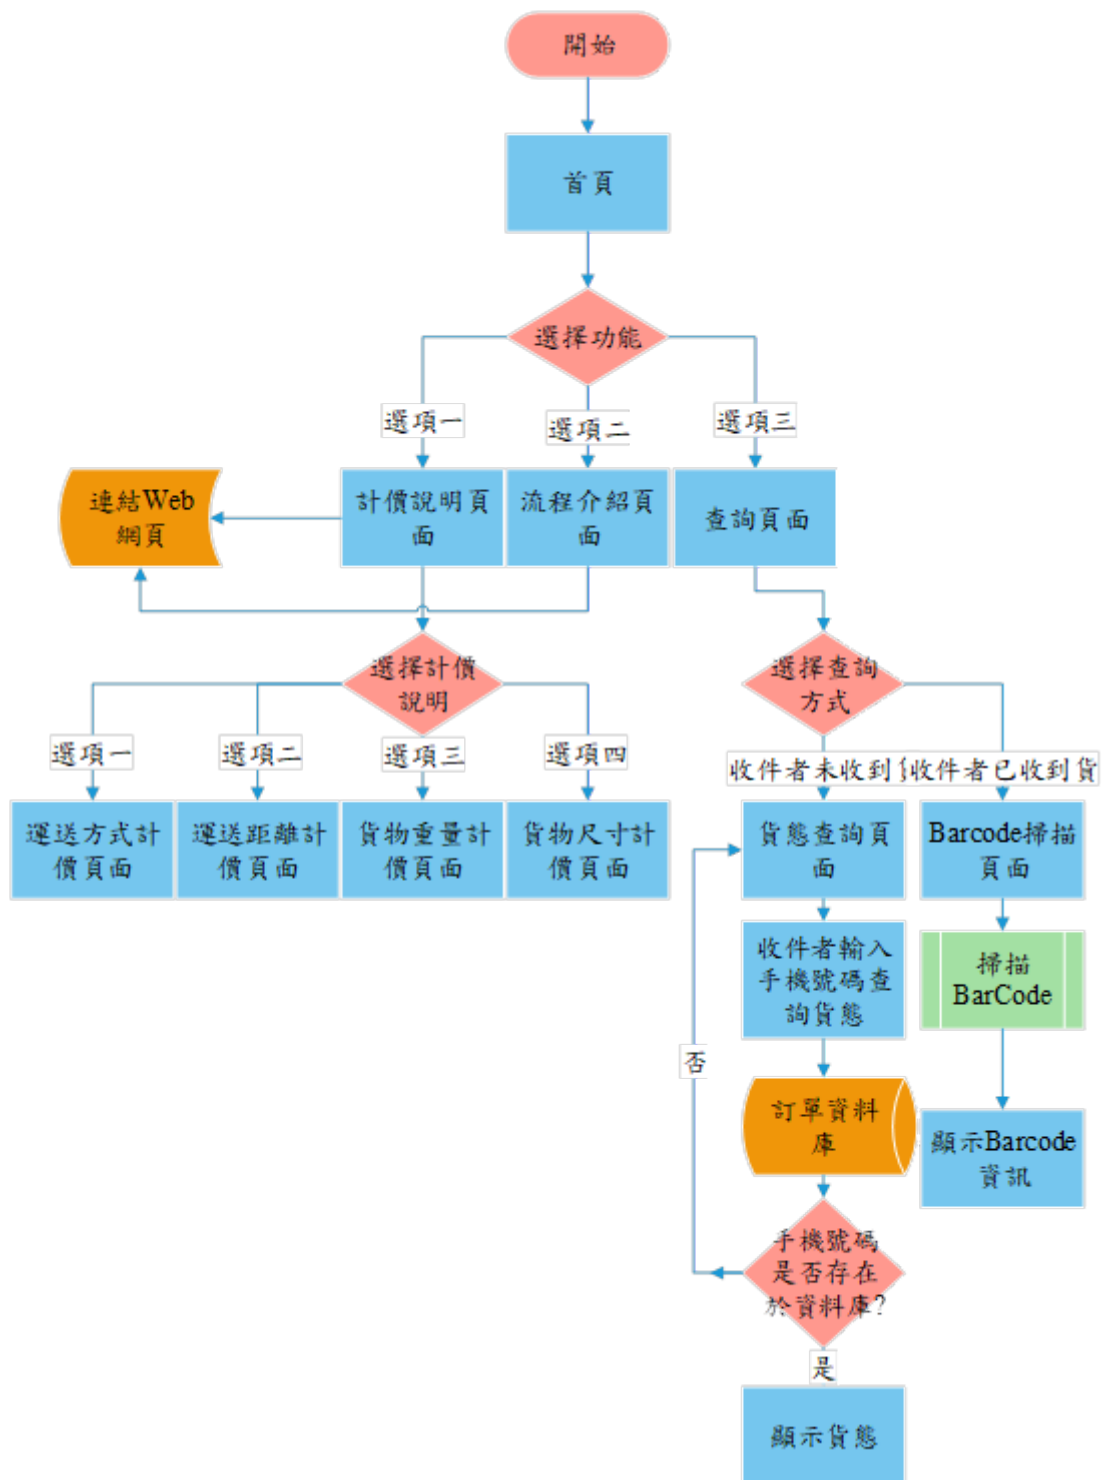 開始
首頁
選擇功能
選項一
選項二
選項三
連結Web
網頁
計價說明頁
面
流程介紹頁
面
查詢頁面
選擇計價
說明
選擇查詢
方式
選項一
選項二
選項三
選項四
收件者未收到
收件者已收到貨
運送方式計
價頁面
運送距離計
價頁面
貨物重量計
價頁面
貨物尺寸計
價頁面
貨態查詢頁
面
Barcode掃描
頁面
收件者輸入
手機號碼查
詢貨態
掃描
BarCode
否
訂單資料
庫
顯示Barcode
資訊
手機號碼
是否存在
於資料庫?
是
顯示貨態